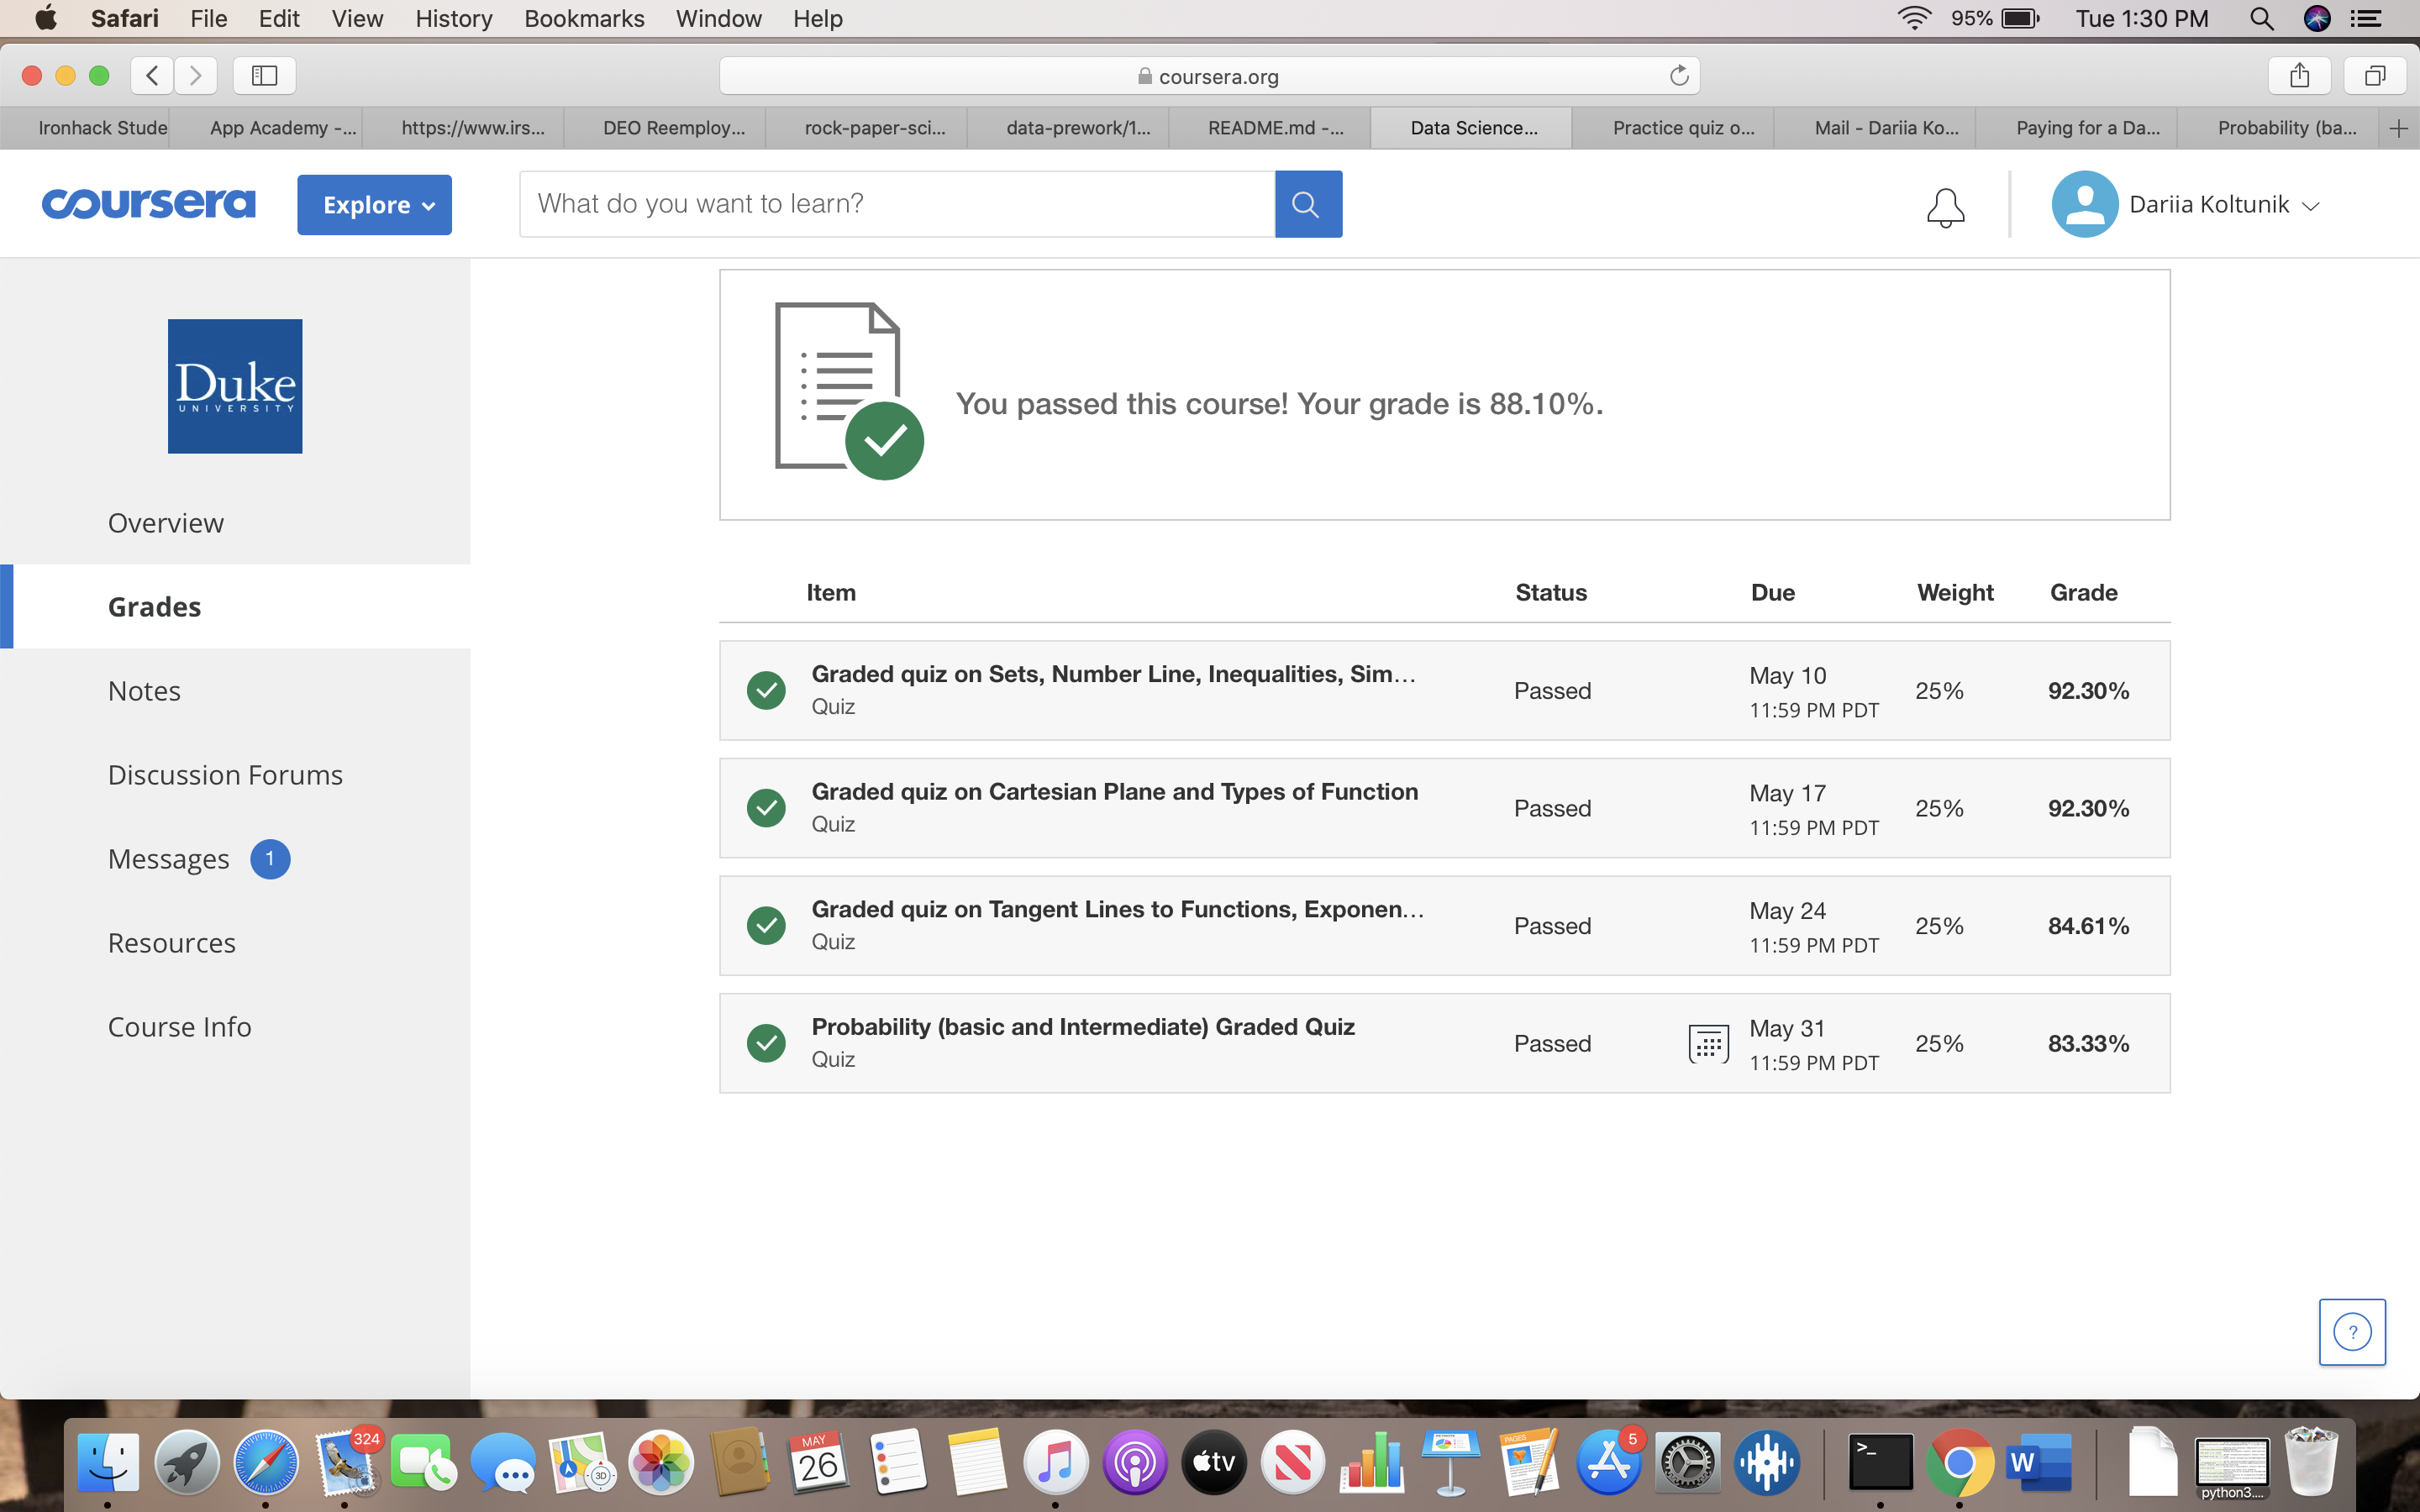 Safari File Edit View History Bookmarks Window Help 95% Tue 1:30 PM
coursera.org
Ironhack Stude App Academy -... https://www.irs... DEO Reemploy... rock-paper-sci... data-prework/1... README.md -... Data Science... Practice quiz o... Mail - Dariia Ko... Paying for a Da... Probability (ba...
coursera Explore What do you want to learn? Dariia Koltunik
Duke
UNIVERSITY
Overview
Grades
Notes
Discussion Forums
Messages 1
Resources
Course Info
You passed this course! Your grade is 88.10%.
Item Status Due Weight Grade
Graded quiz on Sets, Number Line, Inequalities, Sim...
Quiz
Passed
May 10
11:59 PM PDT
25%
92.30%
Graded quiz on Cartesian Plane and Types of Function
Quiz
Passed
May 17
11:59 PM PDT
25%
92.30%
Graded quiz on Tangent Lines to Functions, Exponen...
Quiz
Passed
May 24
11:59 PM PDT
25%
84.61%
Probability (basic and Intermediate) Graded Quiz
Quiz
Passed
May 31
11:59 PM PDT
25%
83.33%
?
324
3D
MAY
26
tv
PAGES
5
>_
W
python3....